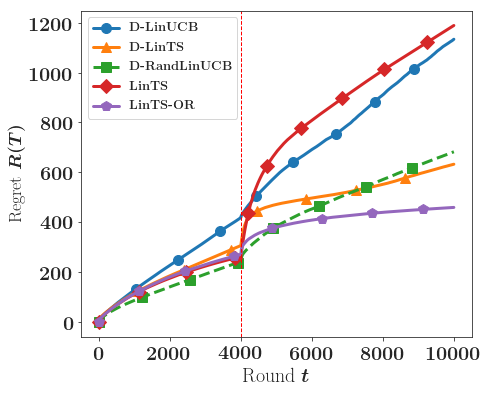 D-LinUCB
D-LinTS
D-RandLinUCB
LinTS
LinTS-OR
Regret R(T)
1200
1000
800
600
400
200
0
0 2000 4000 6000 8000 10000
Round t